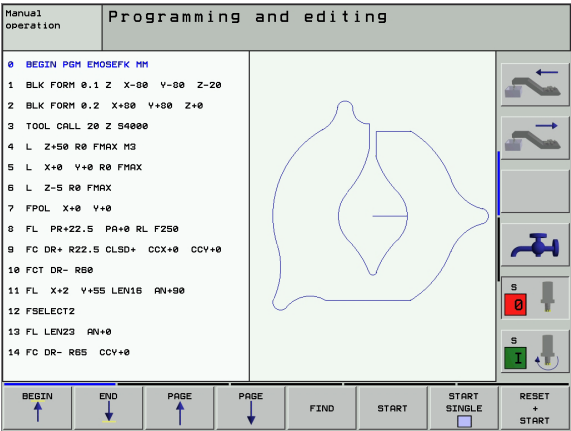 Manual
operation
Programming and editing
0 BEGIN PGM EMOSEFK MM
1 BLK FORM 0.1 Z X-80 Y-80 Z-20
2 BLK FORM 0.2 X+80 Y+80 Z+0
3 TOOL CALL 20 Z S4000
4 L Z+50 R0 FMAX M3
5 L X+0 Y+0 R0 FMAX
6 L Z-5 R0 FMAX
7 FPOL X+0 Y+0
8 FL PR+22.5 PA+0 RL F250
9 FC DR+ R22.5 CLSD+ CCX+0 CCY+0
10 FCT DR- R60
11 FL X+2 Y+55 LEN16 AN+90
12 FSELECT2
13 FL LEN23 AN+0
14 FC DR- R65 CCY+0
S
0
S
I
BEGIN
END
PAGE
PAGE
FIND
START
START
SINGLE
RESET
+
START